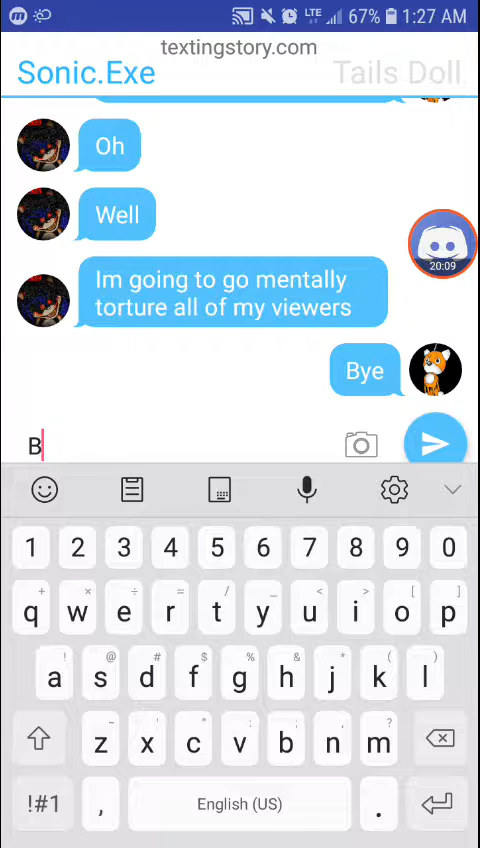 LTE 67% 1:27 AM
textingstory.com
Sonic.Exe Tails Doll
Oh
Well
20:09
Im going to go mentally
torture all of my viewers
Bye
B
1 2 3 4 5 6 7 8 9 0
+ × ÷ = / _ < > [ ]
q w e r t y u i o p
! @ # $ % ^ & * ( )
a s d f g h j k l
- ' " : ; , ?
z x c v b n m
!#1 , English (US) .